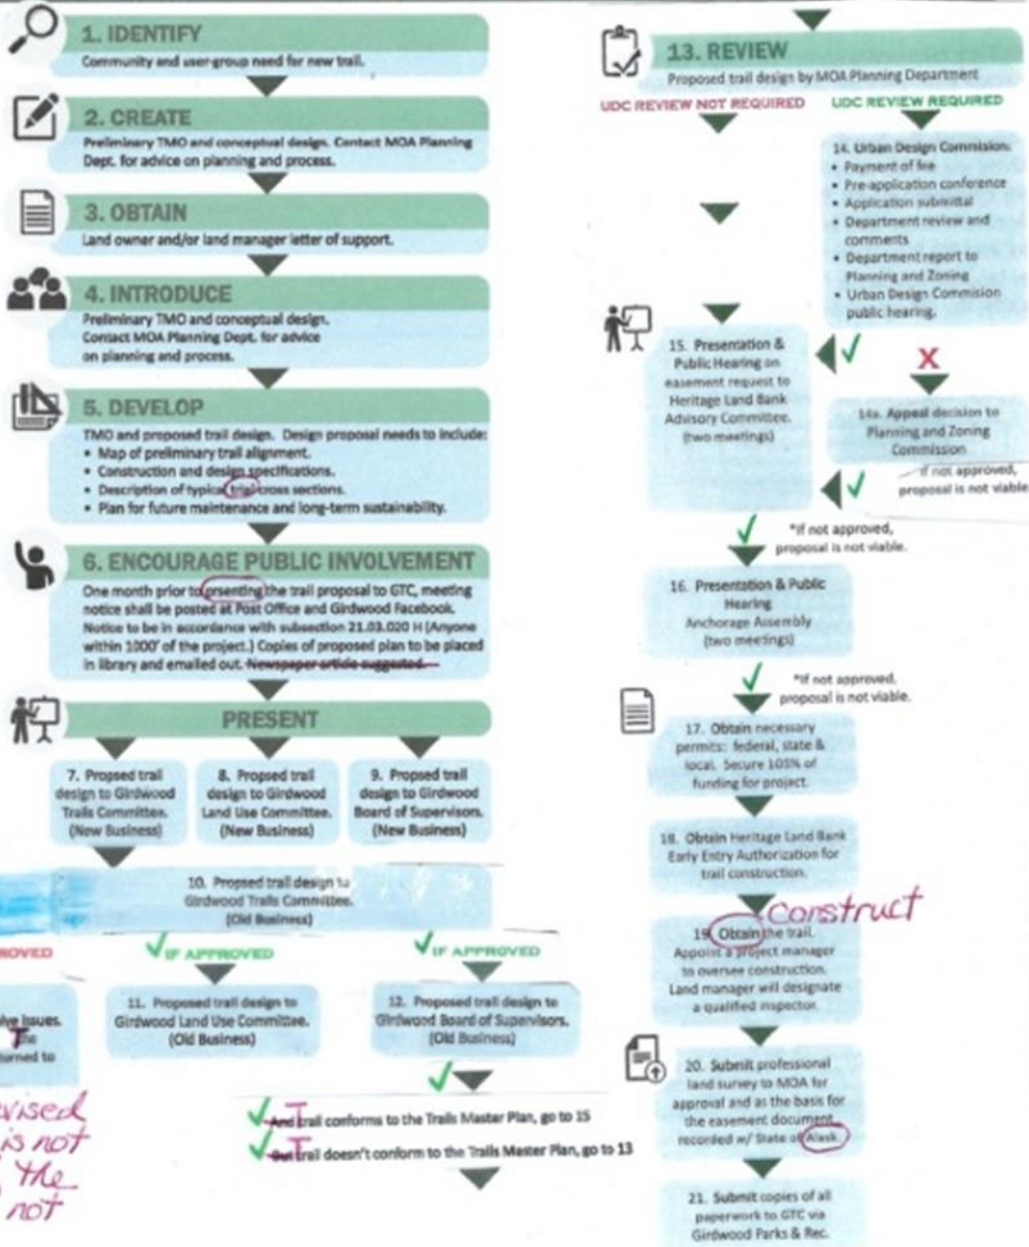 1. IDENTIFY
Community and user-group need for new trail.
2. CREATE
Preliminary TMO and conceptual design. Contact MOA Planning
Dept. for advice on planning and process.
3. OBTAIN
Land owner and/or land manager letter of support.
4. INTRODUCE
Preliminary TMO and conceptual design.
Contact MOA Planning Dept. for advice
on planning and process.
5. DEVELOP
TMO and proposed trail design. Design proposal needs to include:
• Map of preliminary trail alignment.
• Construction and design specifications.
• Description of typical trial cross sections.
• Plan for future maintenance and long-term sustainability.
6. ENCOURAGE PUBLIC INVOLVEMENT
One month prior to prsenting the trail proposal to GTC, meeting
notice shall be posted at Post Office and Girdwood Facebook.
Notice to be in accordance with subsection 21.03.020 H (Anyone
within 1000' of the project.) Copies of proposed plan to be placed
in library and emailed out. Newspaper article suggested.
PRESENT
7. Propsed trail
design to Girdwood
Trails Committee.
(New Business)
8. Propsed trail
design to Girdwood
Land Use Committee.
(New Business)
9. Propsed trail
design to Girdwood
Board of Supervisors.
(New Business)
10. Propsed trail design to
Girdwood Trails Committee.
(Old Business)
ROVED
✓IF APPROVED
✓IF APPROVED
lve issues.
T he
turned to
11. Proposed trail design to
Girdwood Land Use Committee.
(Old Business)
12. Proposed trail design to
Girdwood Board of Supervisors.
(Old Business)
✓
vised
is not
the
not
✓ And T trail conforms to the Trails Master Plan, go to 15
✓ But T trail doesn't conform to the Trails Master Plan, go to 13
13. REVIEW
Proposed trail design by MOA Planning Department
UDC REVIEW NOT REQUIRED
UDC REVIEW REQUIRED
14. Urban Design Commission:
• Payment of fee
• Pre-application conference
• Application submittal
• Department review and
comments
• Department report to
Planning and Zoning
• Urban Design Commision
public hearing.
✓
X
15. Presentation &
Public Hearing on
easement request to
Heritage Land Bank
Advisory Committee.
(two meetings)
14a. Appeal decision to
Planning and Zoning
Commission
✓
if not approved,
proposal is not viable
✓
*If not approved,
proposal is not viable.
16. Presentation & Public
Hearing
Anchorage Assembly
(two meetings)
✓
*If not approved.
proposal is not viable.
17. Obtain necessary
permits: federal, state &
local. Secure 105% of
funding for project.
18. Obtain Heritage Land Bank
Early Entry Authorization for
trail construction.
construct
19. Obtain the trail.
Appoint a project manager
to oversee construction.
Land manager will designate
a qualified inspector.
20. Submit professional
land survey to MOA for
approval and as the basis for
the easement document
recorded w/ State of Alask.
21. Submit copies of all
paperwork to GTC via
Girdwood Parks & Rec.